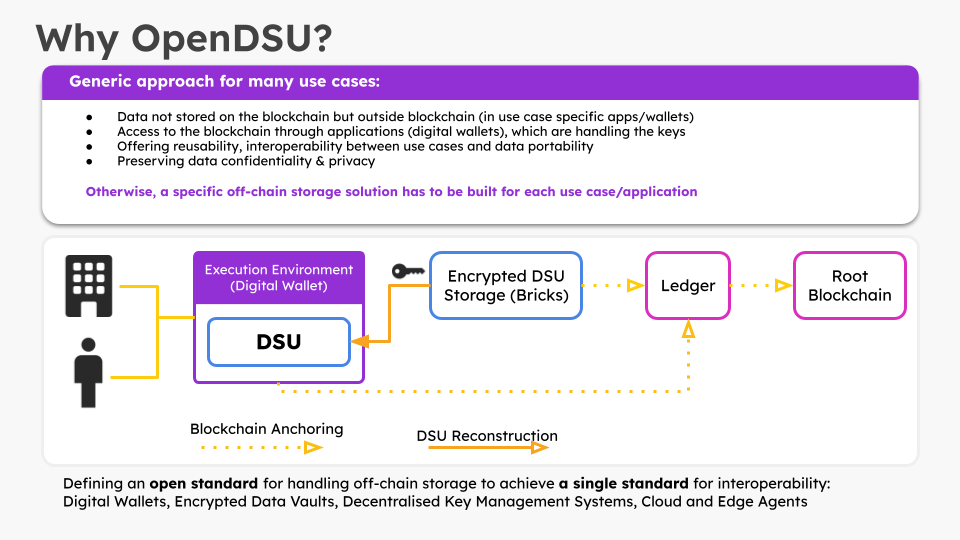 Why OpenDSU?
Generic approach for many use cases:
● Data not stored on the blockchain but outside blockchain (in use case specific apps/wallets)
● Access to the blockchain through applications (digital wallets), which are handling the keys
● Offering reusability, interoperability between use cases and data portability
● Preserving data confidentiality & privacy
Otherwise, a specific off-chain storage solution has to be built for each use case/application
Execution Environment
(Digital Wallet)
DSU
Encrypted DSU
Storage (Bricks)
Ledger
Root
Blockchain
Blockchain Anchoring
DSU Reconstruction
Defining an open standard for handling off-chain storage to achieve a single standard for interoperability:
Digital Wallets, Encrypted Data Vaults, Decentralised Key Management Systems, Cloud and Edge Agents